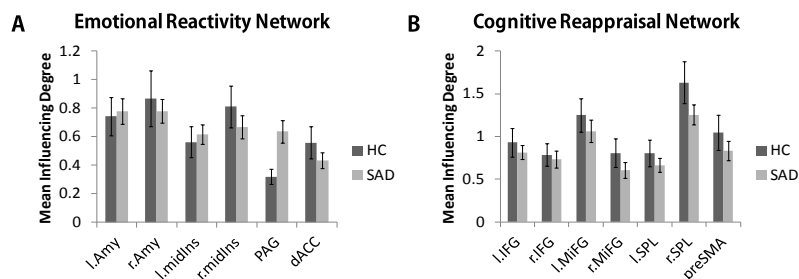 A
Emotional Reactivity Network
Mean Influencing Degree
1.2
1
0.8
0.6
0.4
0.2
0
l.Amy
r.Amy
l.midIns
r.midIns
PAG
dACC
HC
SAD
B
Cognitive Reappraisal Network
Mean Influencing Degree
2
1.5
1
0.5
0
l.IFG
r.IFG
l.MiFG
r.MiFG
l.SPL
r.SPL
preSMA
HC
SAD